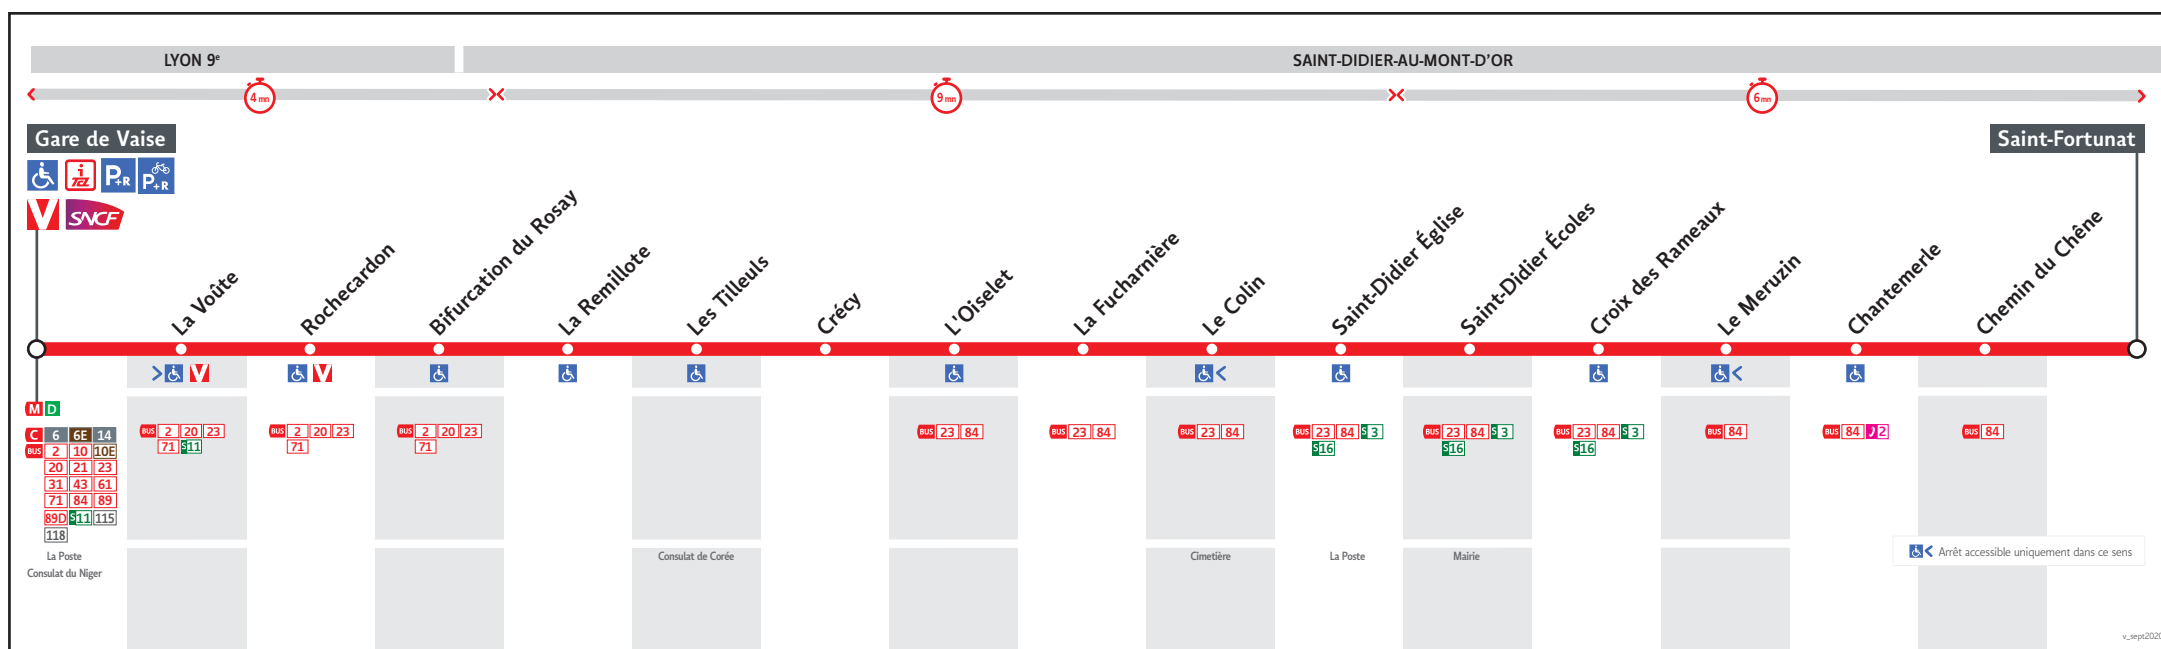 LYON 9e
SAINT-DIDIER-AU-MONT-D'OR
4 mn
9 mn
6 mn
Gare de Vaise
Saint-Fortunat
i TCL
P+R
P+R
V
SNCF
La Voûte
Rochecardon
Bifurcation du Rosay
La Remillote
Les Tilleuls
Crécy
L'Oiselet
La Fucharnière
Le Colin
Saint-Didier Église
Saint-Didier Écoles
Croix des Rameaux
Le Meruzin
Chantemerle
Chemin du Chêne
> V
V
<
<
M D
C 6 6E 14
BUS 2 10 10E
20 21 23
31 43 61
71 84 89
89D S11 115
118
La Poste
Consulat du Niger
BUS 2 20 23
71 S11
BUS 2 20 23
71
BUS 2 20 23
71
Consulat de Corée
BUS 23 84
BUS 23 84
BUS 23 84
Cimetière
BUS 23 84 S3
S16
La Poste
BUS 23 84 S3
S16
Mairie
BUS 23 84 S3
S16
BUS 84
BUS 84 2
BUS 84
< Arrêt accessible uniquement dans ce sens
v_sept2020